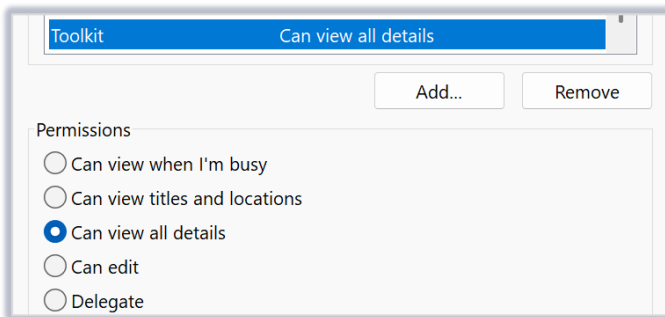 Toolkit Can view all details
Add... Remove
Permissions
Can view when I'm busy
Can view titles and locations
Can view all details
Can edit
Delegate